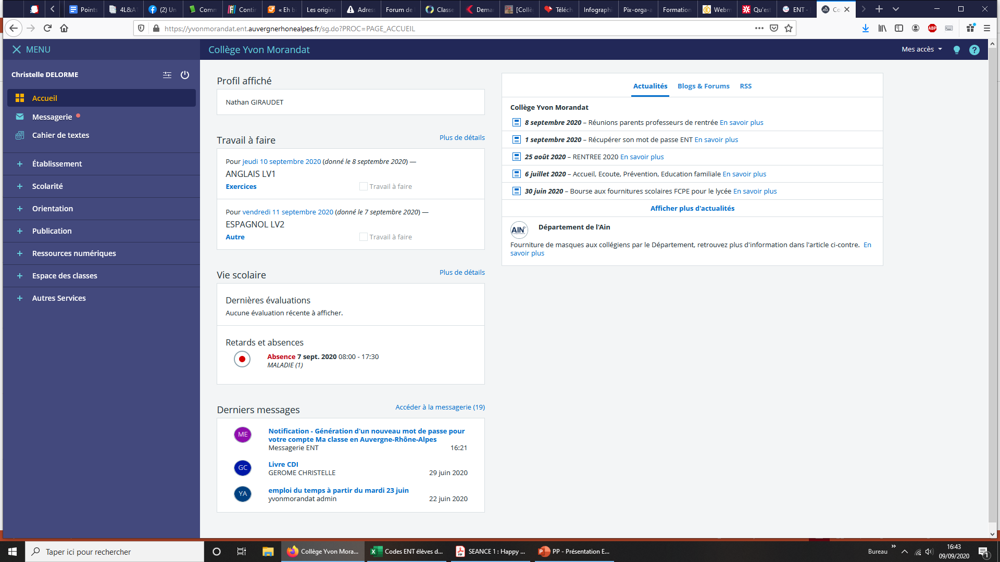 Points
4L&A
(2) Un
Comm
Contin
« Eh b
Les origine
Adres
Forum de
Classe
Dema
[Collè
Téléch
Infographi
Pix-orga-a
Formation
Webm
Qu'es
ENT -
Co
https://yvonmorandat.ent.auvergnerhonealpes.fr/sg.do?PROC=PAGE_ACCUEIL
ABP
MENU
Collège Yvon Morandat
Mes accès
?
Christelle DELORME
Accueil
Messagerie
Cahier de textes
Établissement
Scolarité
Orientation
Publication
Ressources numériques
Espace des classes
Autres Services
Profil affiché
Nathan GIRAUDET
Travail à faire
Plus de détails
Pour jeudi 10 septembre 2020 (donné le 8 septembre 2020) —
ANGLAIS LV1
Exercices
Travail à faire
Pour vendredi 11 septembre 2020 (donné le 7 septembre 2020) —
ESPAGNOL LV2
Autre
Travail à faire
Vie scolaire
Plus de détails
Dernières évaluations
Aucune évaluation récente à afficher.
Retards et absences
Absence 7 sept. 2020 08:00 - 17:30
MALADIE (1)
Derniers messages
Accéder à la messagerie (19)
ME
Notification - Génération d'un nouveau mot de passe pour
votre compte Ma classe en Auvergne-Rhône-Alpes
Messagerie ENT
16:21
GC
Livre CDI
GEROME CHRISTELLE
29 juin 2020
YA
emploi du temps à partir du mardi 23 juin
yvonmorandat admin
22 juin 2020
Actualités
Blogs & Forums
RSS
Collège Yvon Morandat
8 septembre 2020 – Réunions parents professeurs de rentrée En savoir plus
1 septembre 2020 – Récupérer son mot de passe ENT En savoir plus
25 août 2020 – RENTREE 2020 En savoir plus
6 juillet 2020 – Accueil, Ecoute, Prévention, Education familiale En savoir plus
30 juin 2020 – Bourse aux fournitures scolaires FCPE pour le lycée En savoir plus
Afficher plus d'actualités
AIN
Département de l'Ain
Fourniture de masques aux collégiens par le Département, retrouvez plus d'information dans l'article ci-contre. En
savoir plus
Taper ici pour rechercher
Collège Yvon Mora...
Codes ENT élèves d...
SEANCE 1 : Happy ...
PP - Présentation E...
Bureau
16:43
09/09/2020
1